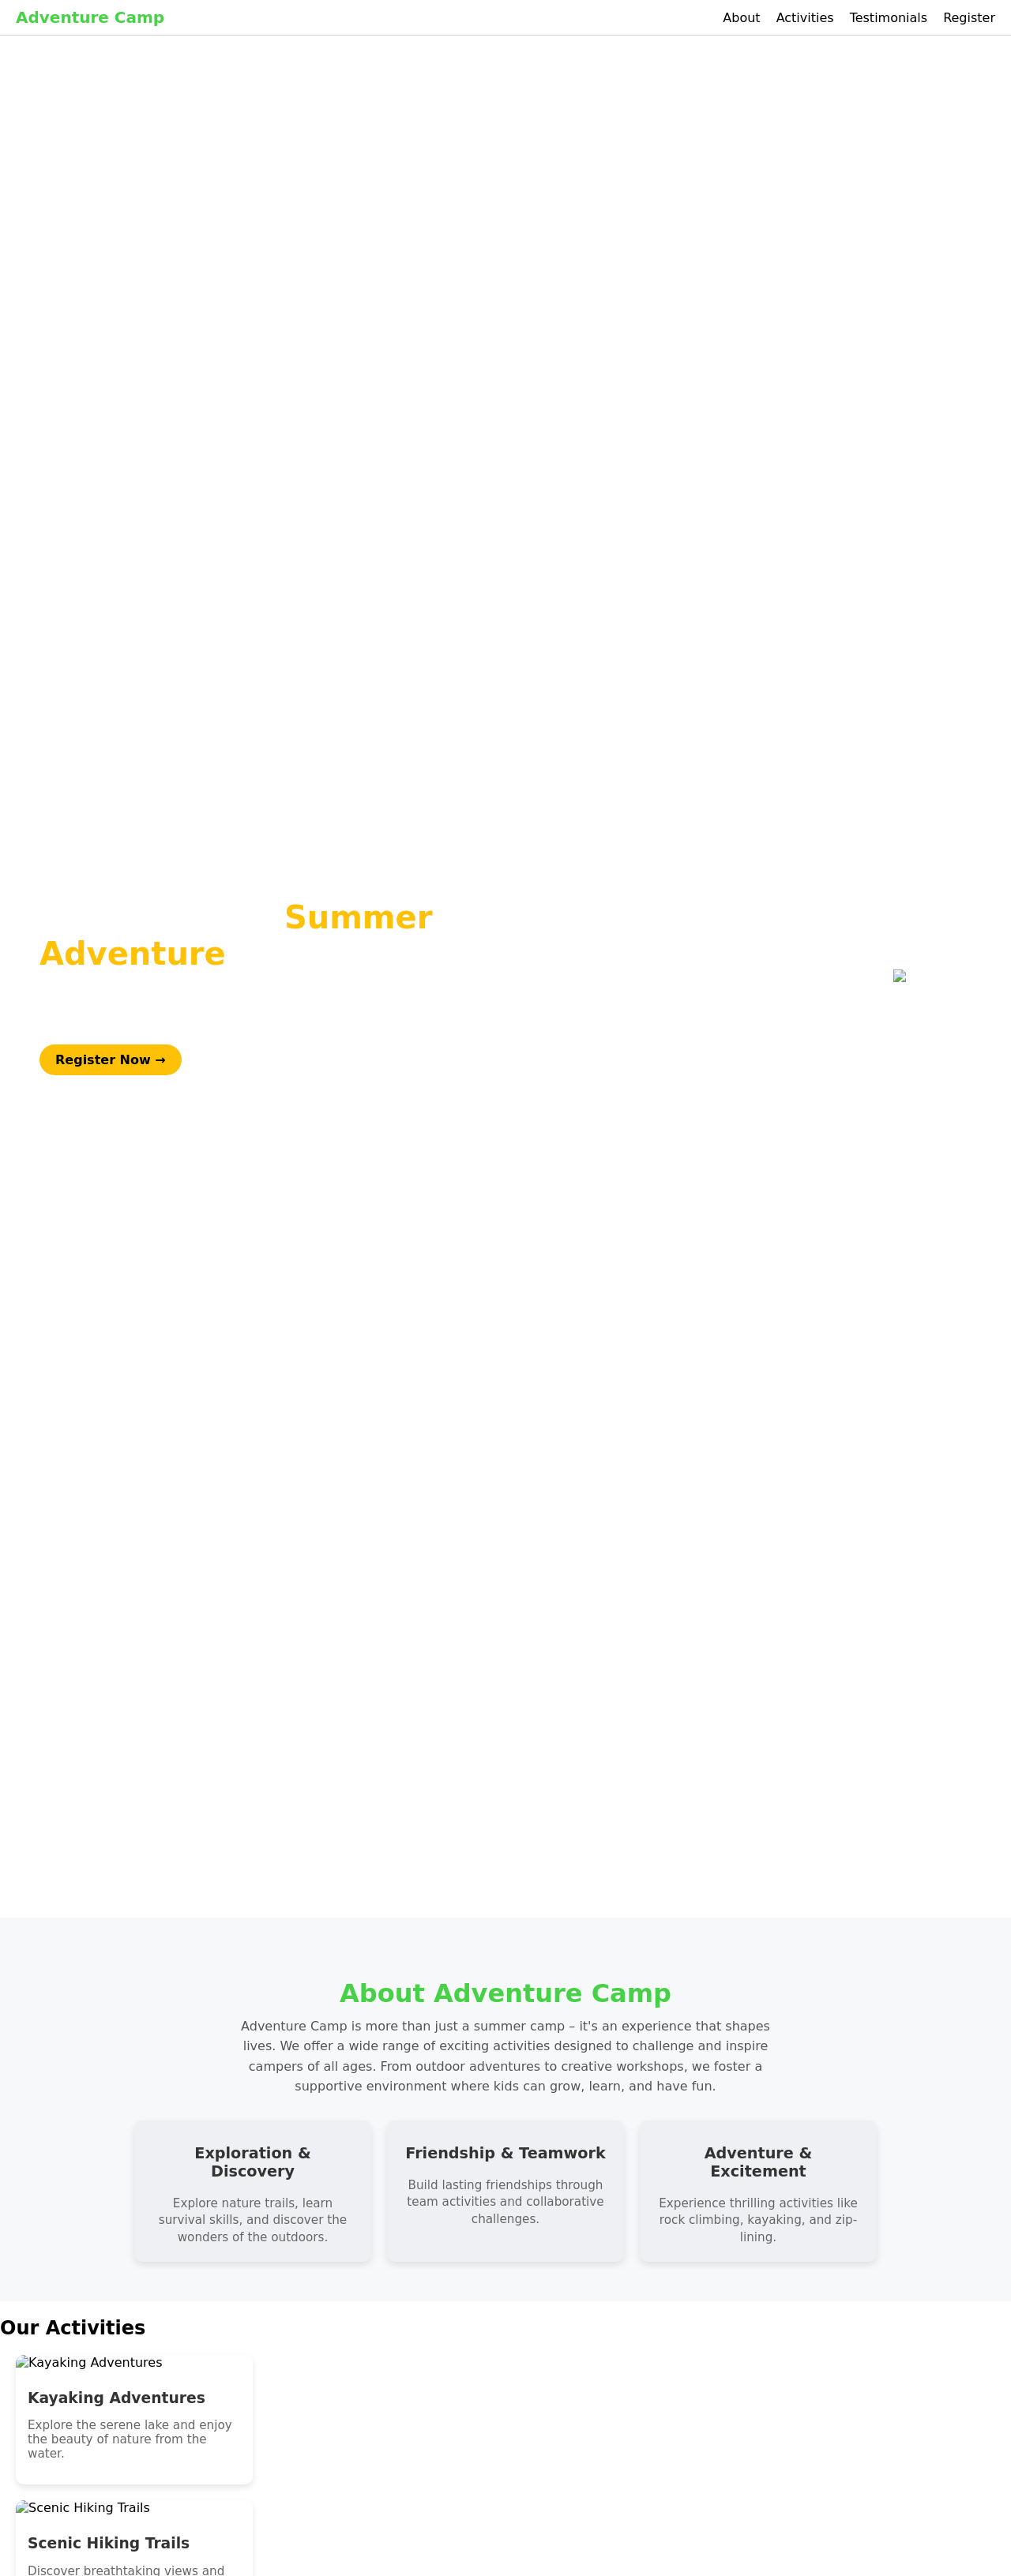 Adventure Camp
About Activities Testimonials Register
Summer
Adventure
Register Now →
About Adventure Camp
Adventure Camp is more than just a summer camp – it's an experience that shapes
lives. We offer a wide range of exciting activities designed to challenge and inspire
campers of all ages. From outdoor adventures to creative workshops, we foster a
supportive environment where kids can grow, learn, and have fun.
Exploration &
Discovery
Explore nature trails, learn
survival skills, and discover the
wonders of the outdoors.
Friendship & Teamwork
Build lasting friendships through
team activities and collaborative
challenges.
Adventure &
Excitement
Experience thrilling activities like
rock climbing, kayaking, and zip-
lining.
Our Activities
Kayaking Adventures
Kayaking Adventures
Explore the serene lake and enjoy
the beauty of nature from the
water.
Scenic Hiking Trails
Scenic Hiking Trails
Discover breathtaking views and